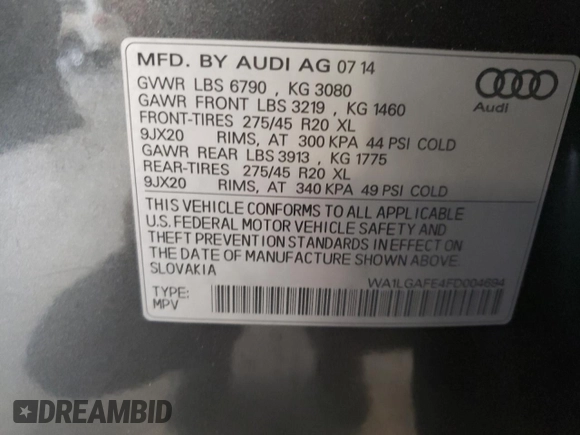 MFD. BY AUDI AG 07 14
GVWR LBS 6790 , KG 3080
GAWR FRONT LBS 3219 , KG 1460
FRONT-TIRES 275/45 R20 XL
9JX20 RIMS, AT 300 KPA 44 PSI COLD
GAWR REAR LBS 3913 , KG 1775
REAR-TIRES 275/45 R20 XL
9JX20 RIMS, AT 340 KPA 49 PSI COLD
Audi
THIS VEHICLE CONFORMS TO ALL APPLICABLE
U.S. FEDERAL MOTOR VEHICLE SAFETY AND
THEFT PREVENTION STANDARDS IN EFFECT ON
THE DATE OF MANUFACTURE SHOWN ABOVE.
SLOVAKIA
WA1LGAFE4FD004694
TYPE:
MPV
DREAMBID